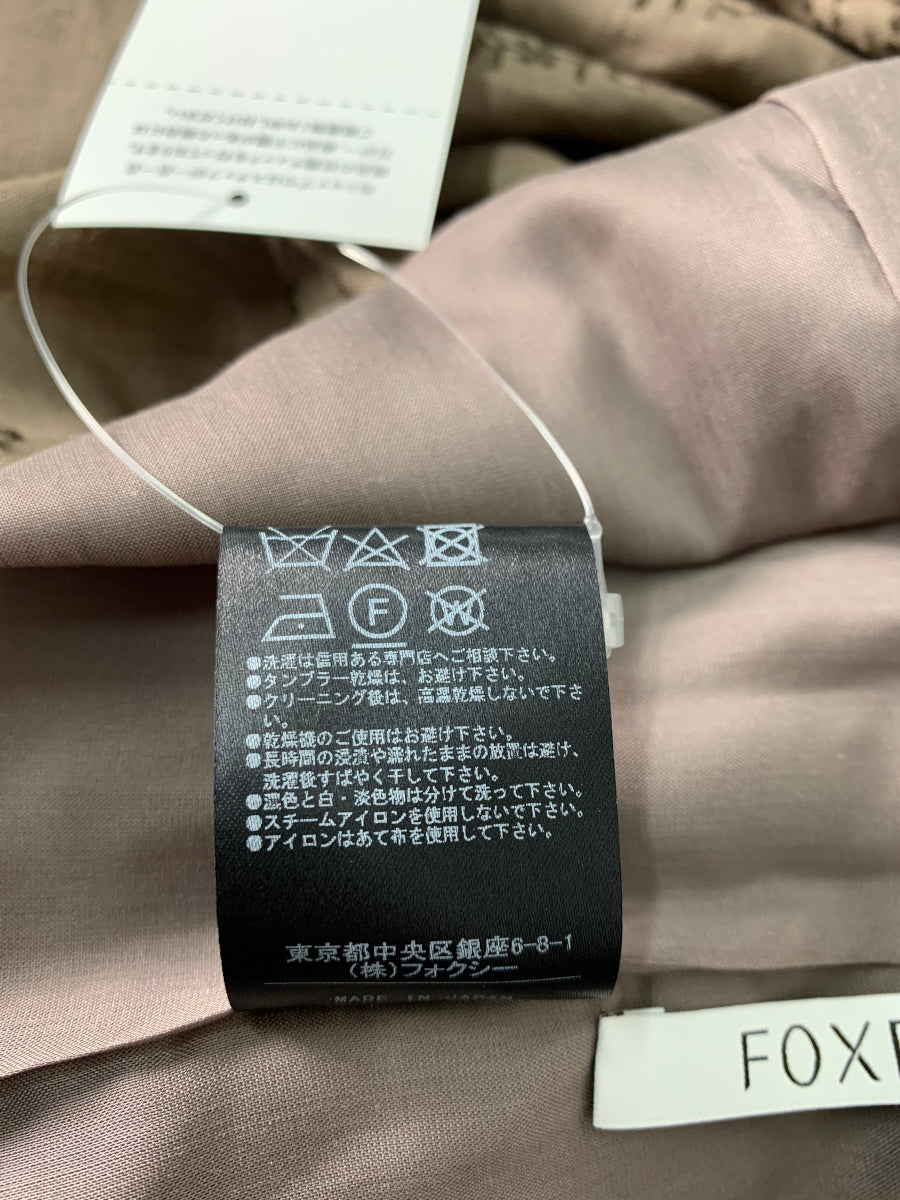 F
W
●洗濯は信用ある専門店へご相談下さい。
●タンブラー乾燥は、お避け下さい。
●クリーニング後は、高温乾燥しないで下さ
い。
●乾燥機のご使用はお避け下さい。
●長時間の浸漬や濡れたままの放置は避け、
洗濯後すばやく干して下さい。
●濃色と白・淡色物は分けて洗って下さい。
●スチームアイロンを使用しないで下さい。
●アイロンはあて布を使用して下さい。
東京都中央区銀座6-8-1
(株)フォクシー
MADE IN JAPAN
FOX